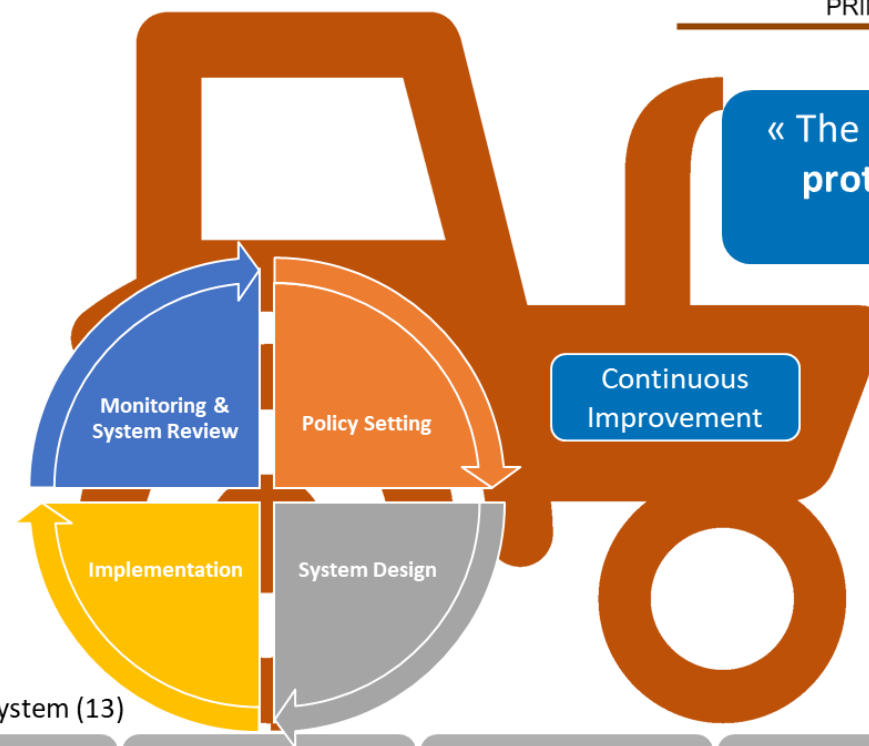 PRI
« The
prot
Continuous
Improvement
Monitoring &
System Review
Policy Setting
Implementation
System Design
ystem (13)